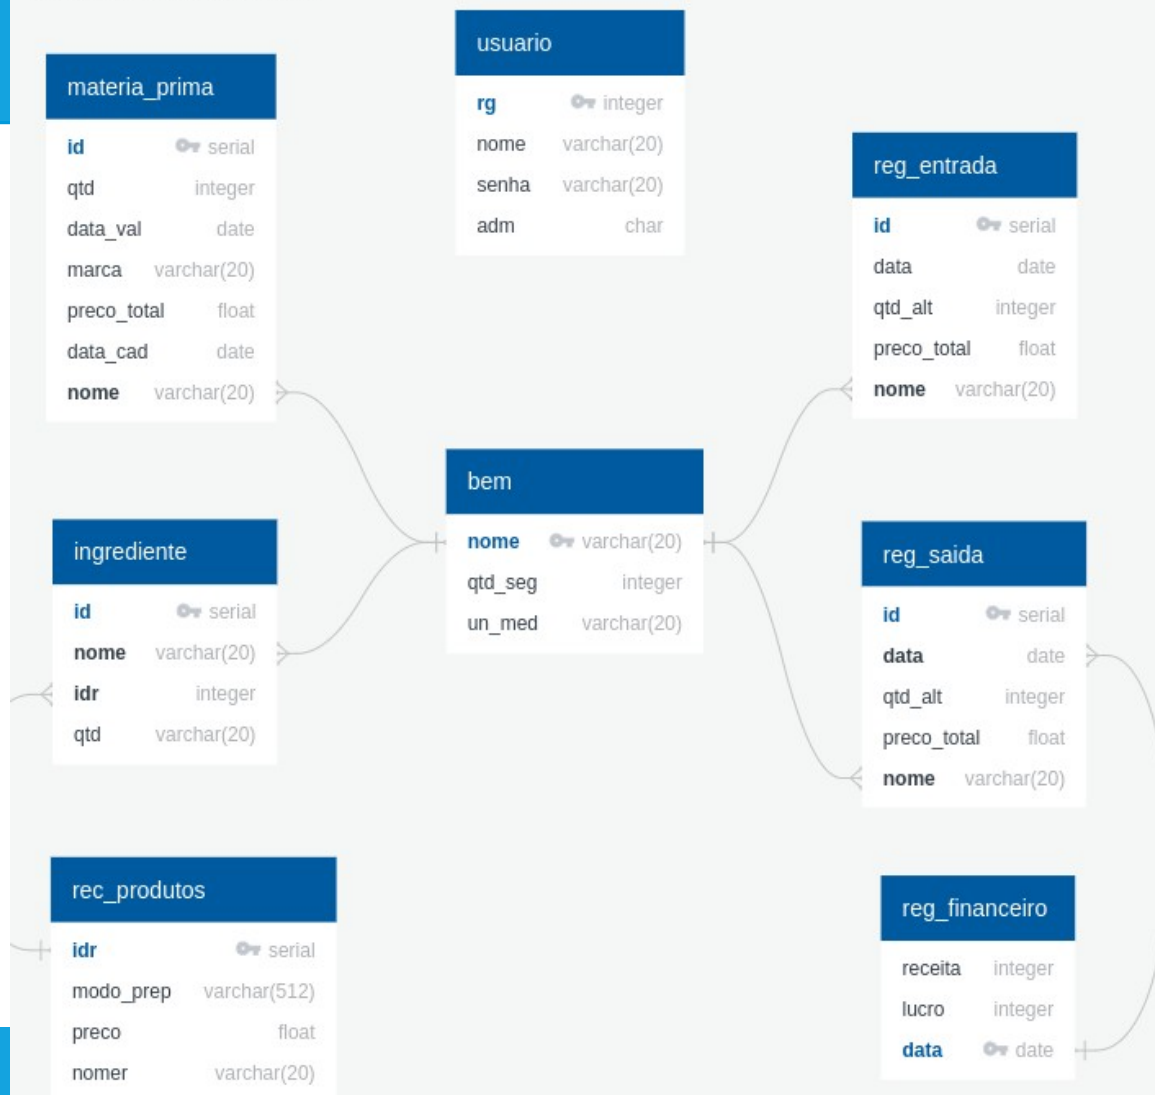 usuario
rg integer
nome varchar(20)
senha varchar(20)
adm char
materia_prima
id serial
qtd integer
data_val date
marca varchar(20)
preco_total float
data_cad date
nome varchar(20)
reg_entrada
id serial
data date
qtd_alt integer
preco_total float
nome varchar(20)
bem
nome varchar(20)
qtd_seg integer
un_med varchar(20)
ingrediente
id serial
nome varchar(20)
idr integer
qtd varchar(20)
reg_saida
id serial
data date
qtd_alt integer
preco_total float
nome varchar(20)
rec_produtos
idr serial
modo_prep varchar(512)
preco float
nomer varchar(20)
reg_financeiro
receita integer
lucro integer
data date